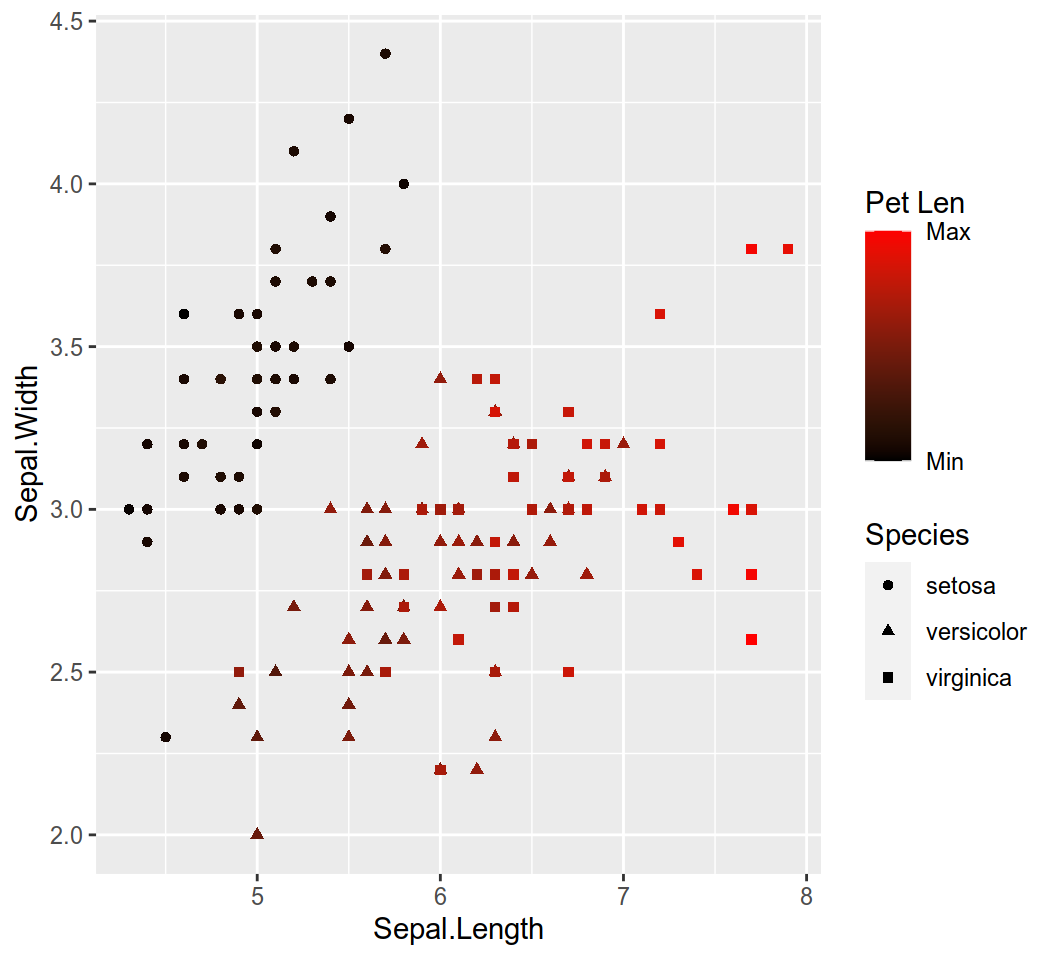 4.5
4.0
3.5
3.0
2.5
2.0
Sepal.Width
5 6 7 8
Sepal.Length
Pet Len
Max
Min
Species
setosa
versicolor
virginica